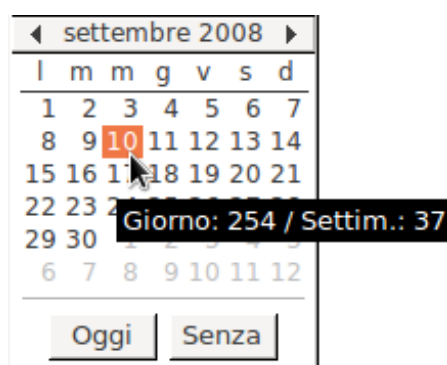 settembre 2008
l m m g v s d
1 2 3 4 5 6 7
8 9 10 11 12 13 14
15 16 17 18 19 20 21
22 23
Giorno: 254 / Settim.: 37
29 30
6 7 8 9 10 11 12
Oggi Senza